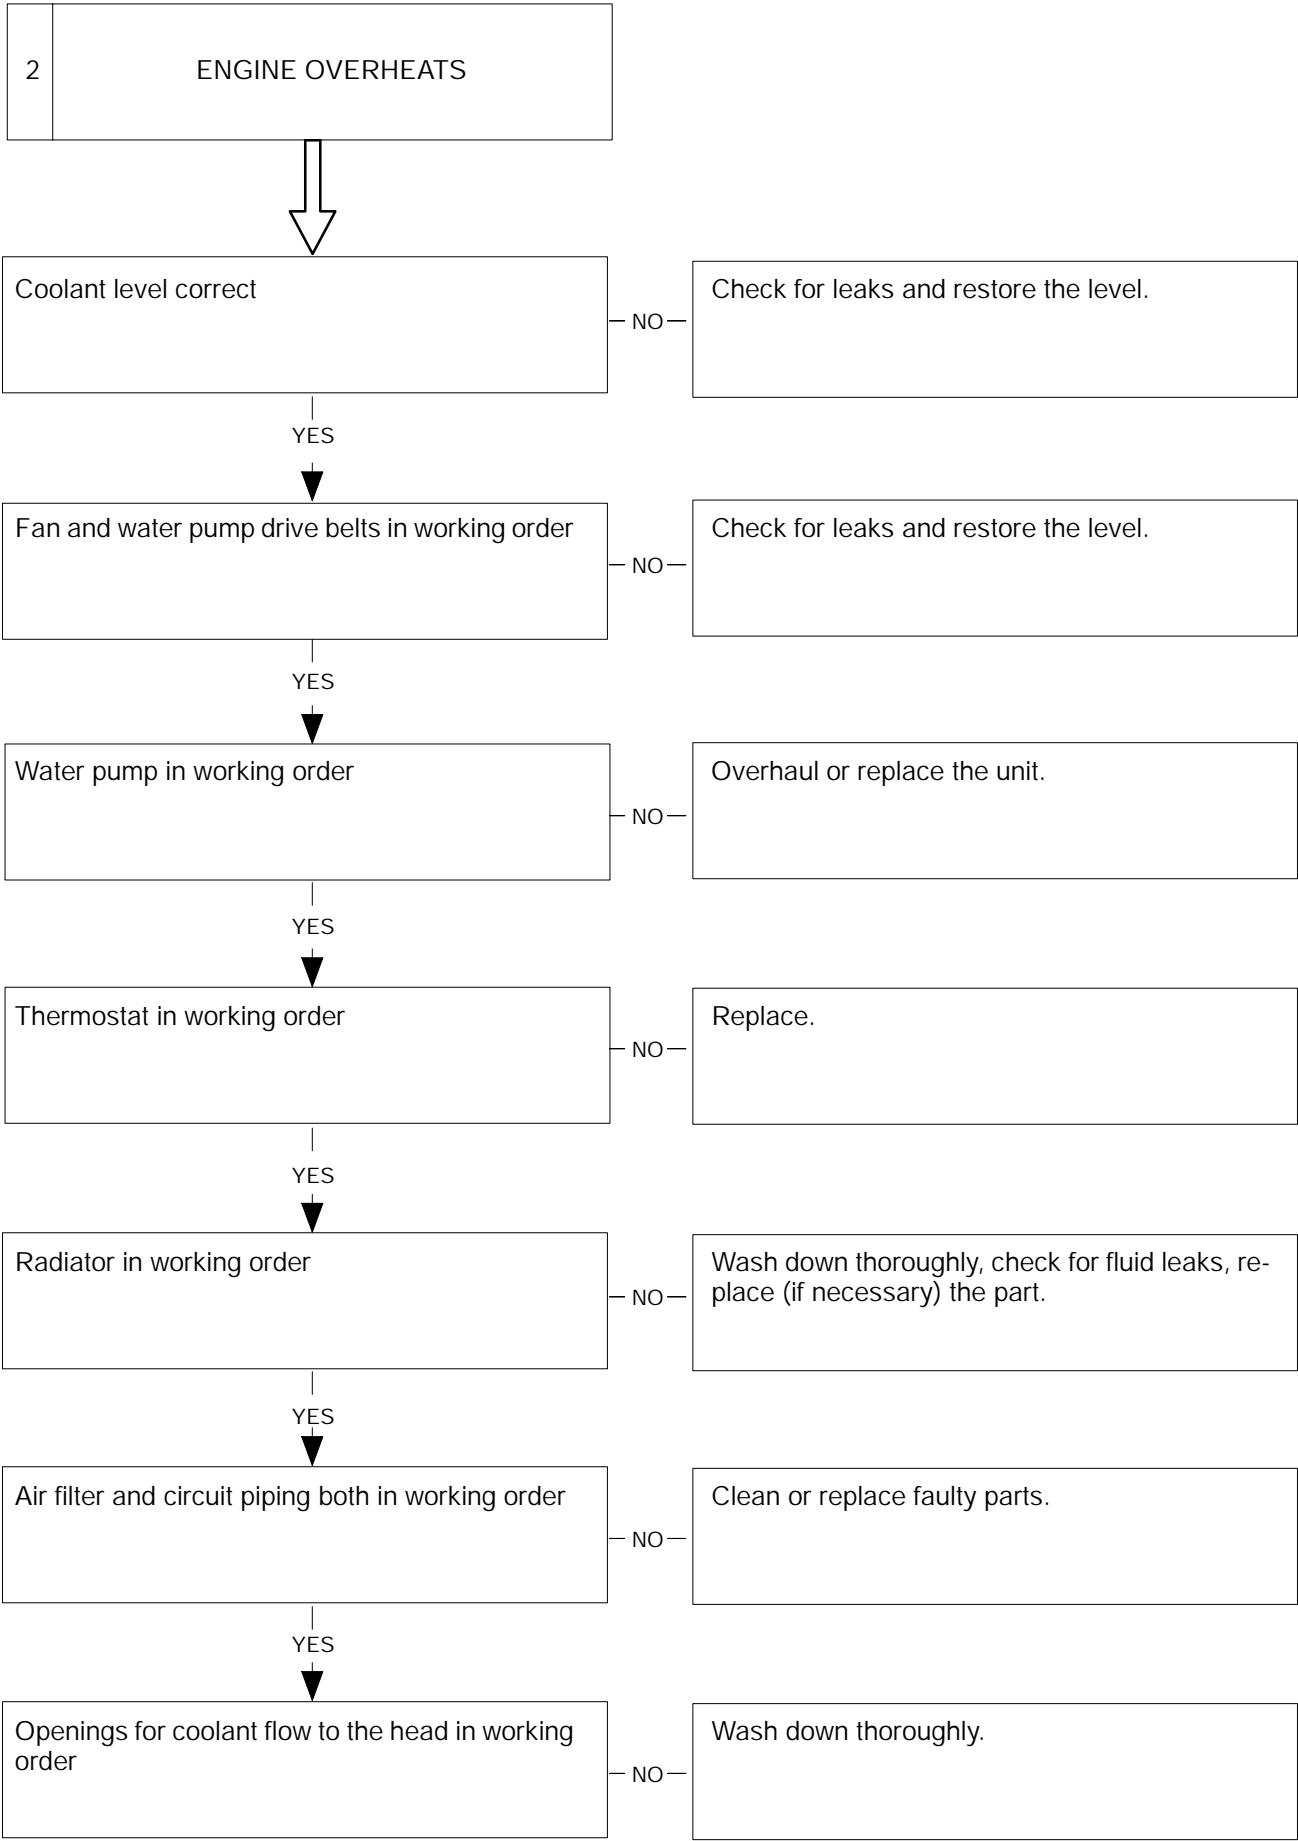 2
ENGINE OVERHEATS
Coolant level correct
NO
Check for leaks and restore the level.
YES
Fan and water pump drive belts in working order
NO
Check for leaks and restore the level.
YES
Water pump in working order
NO
Overhaul or replace the unit.
YES
Thermostat in working order
NO
Replace.
YES
Radiator in working order
NO
Wash down thoroughly, check for fluid leaks, re-
place (if necessary) the part.
YES
Air filter and circuit piping both in working order
NO
Clean or replace faulty parts.
YES
Openings for coolant flow to the head in working
order
NO
Wash down thoroughly.